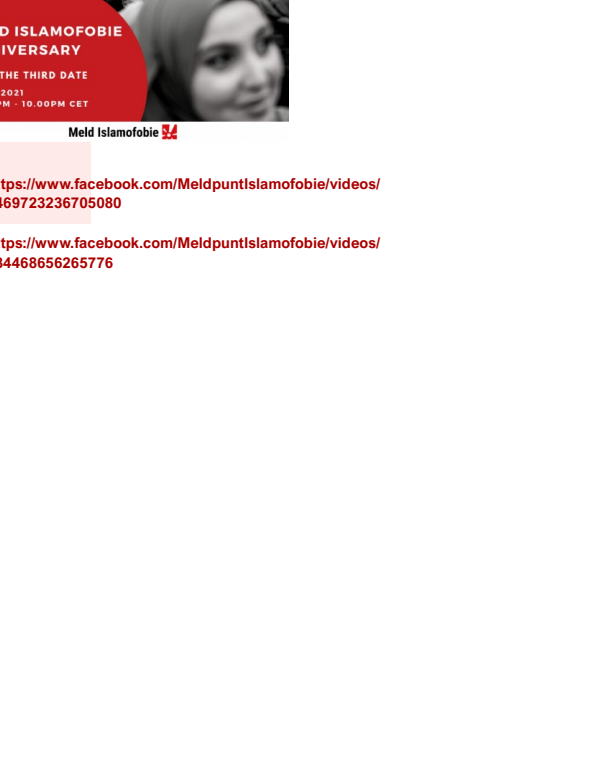 D ISLAMOFOBIE
IVERSARY
THE THIRD DATE
2021
PM - 10.00PM CET
Meld Islamofobie
tps://www.facebook.com/MeldpuntIslamofobie/videos/
469723236705080
tps://www.facebook.com/MeldpuntIslamofobie/videos/
34468656265776